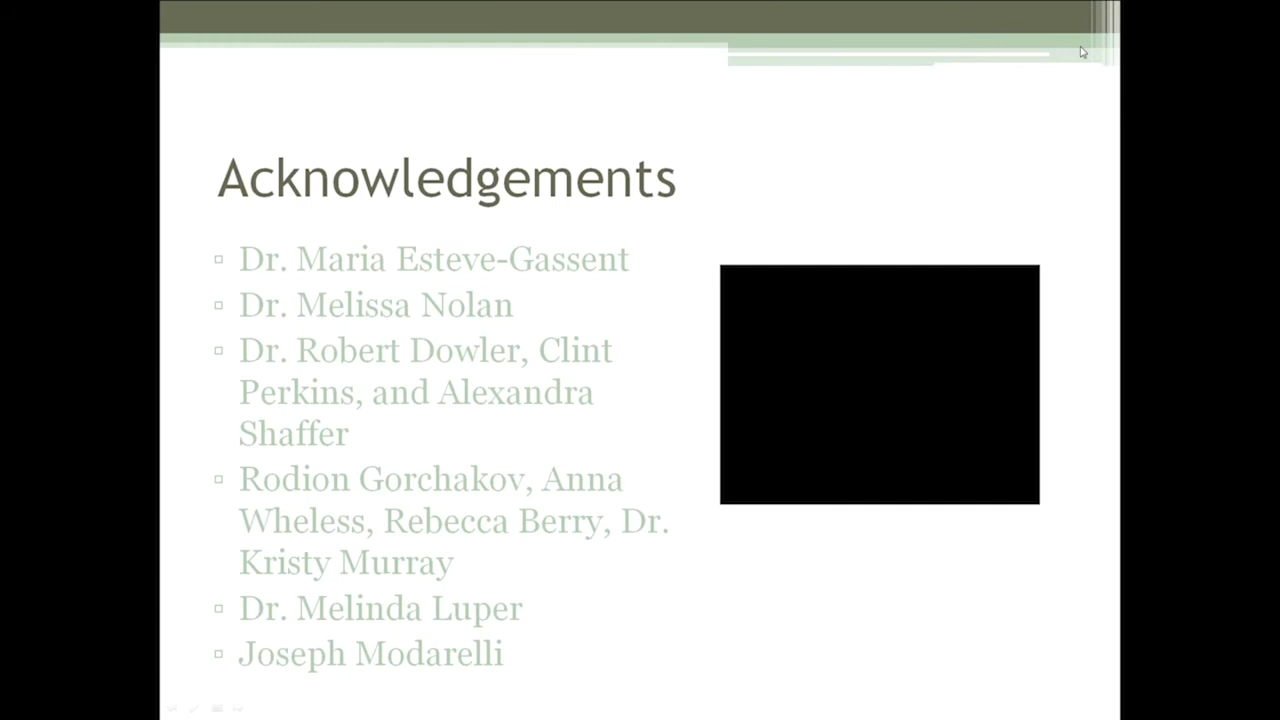 Acknowledgements
Dr. Maria Esteve-Gassent
Dr. Melissa Nolan
Dr. Robert Dowler, Clint
Perkins, and Alexandra
Shaffer
Rodion Gorchakov, Anna
Wheless, Rebecca Berry, Dr.
Kristy Murray
Dr. Melinda Luper
Joseph Modarelli